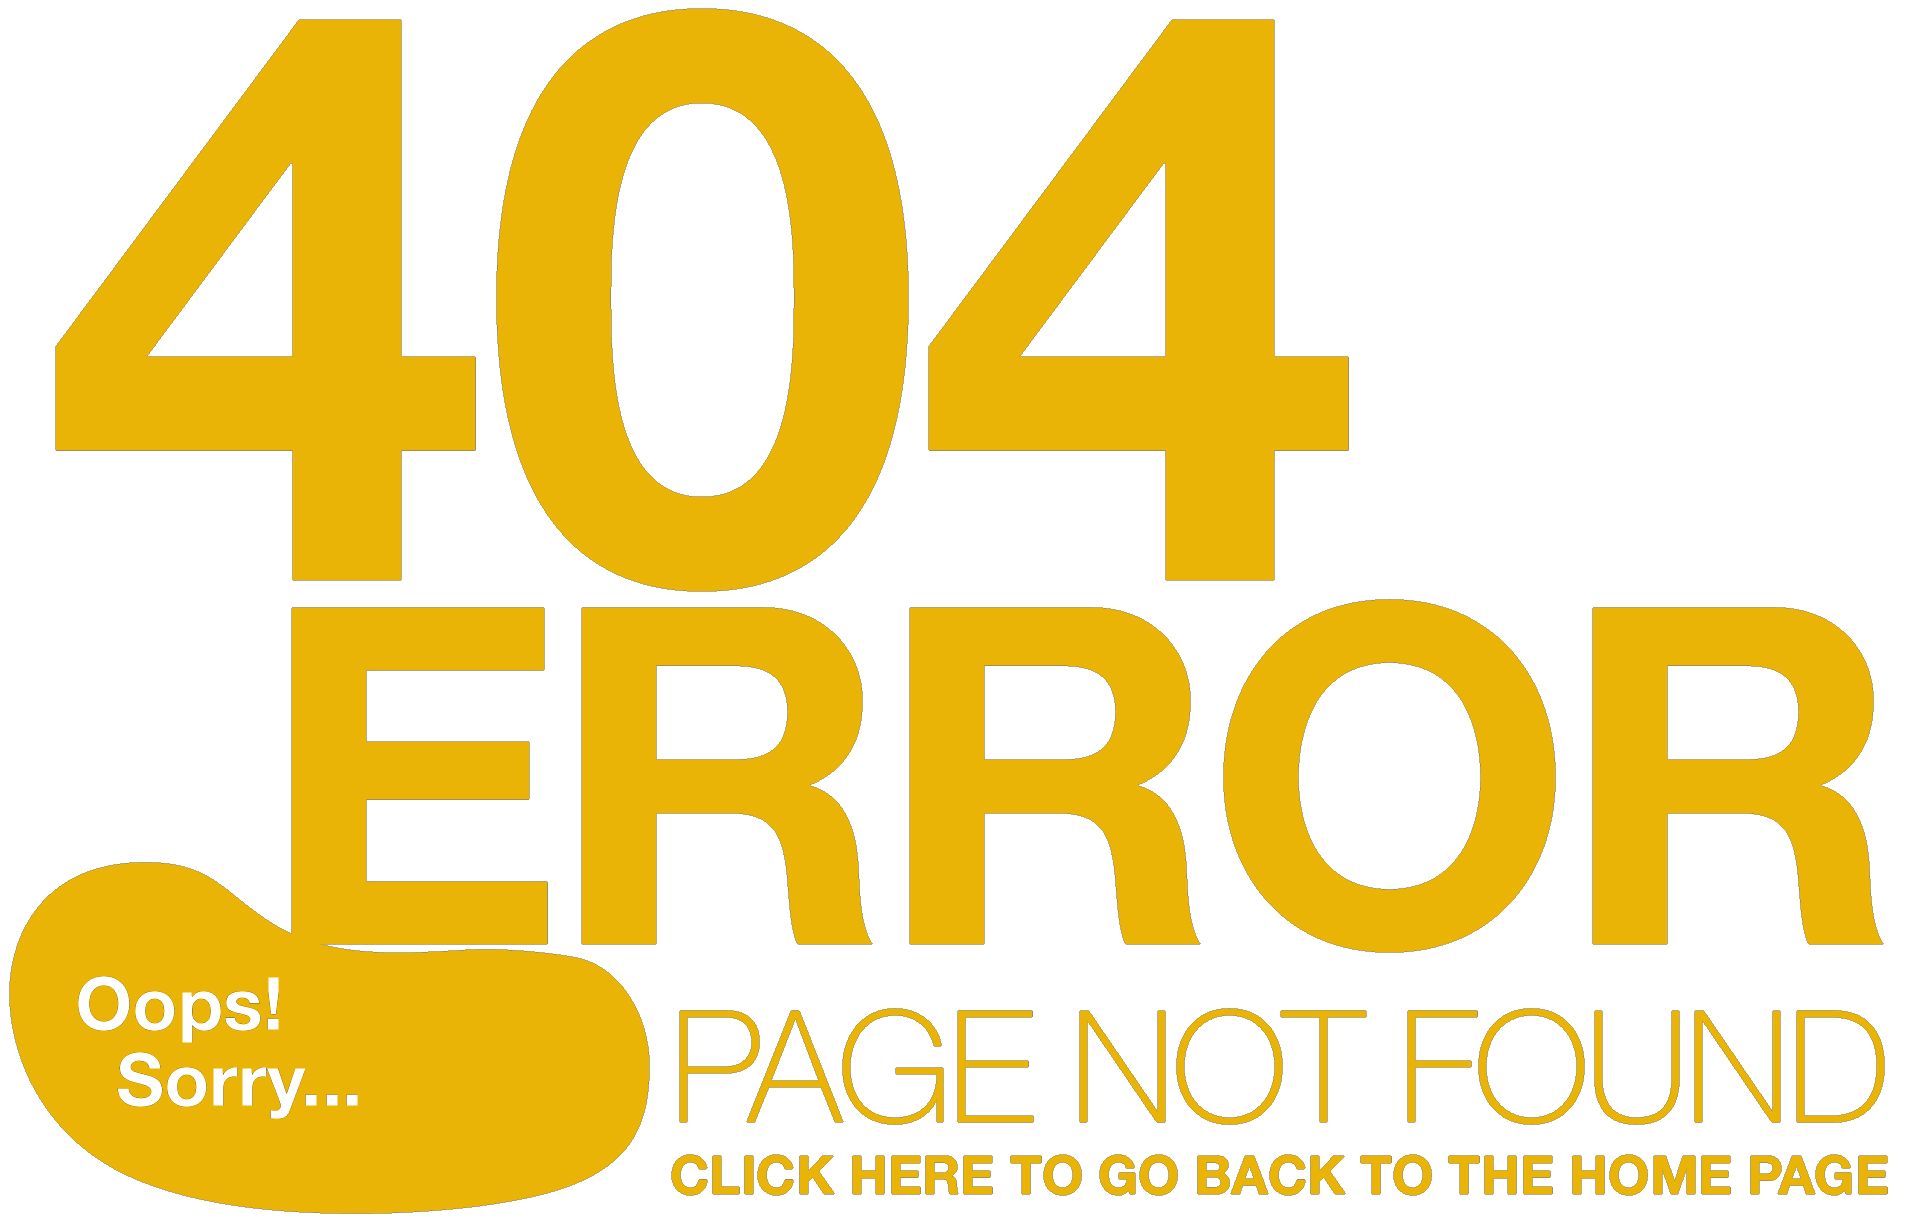 404
ERROR
Oops!
Sorry...
PAGE NOT FOUND
CLICK HERE TO GO BACK TO THE HOME PAGE